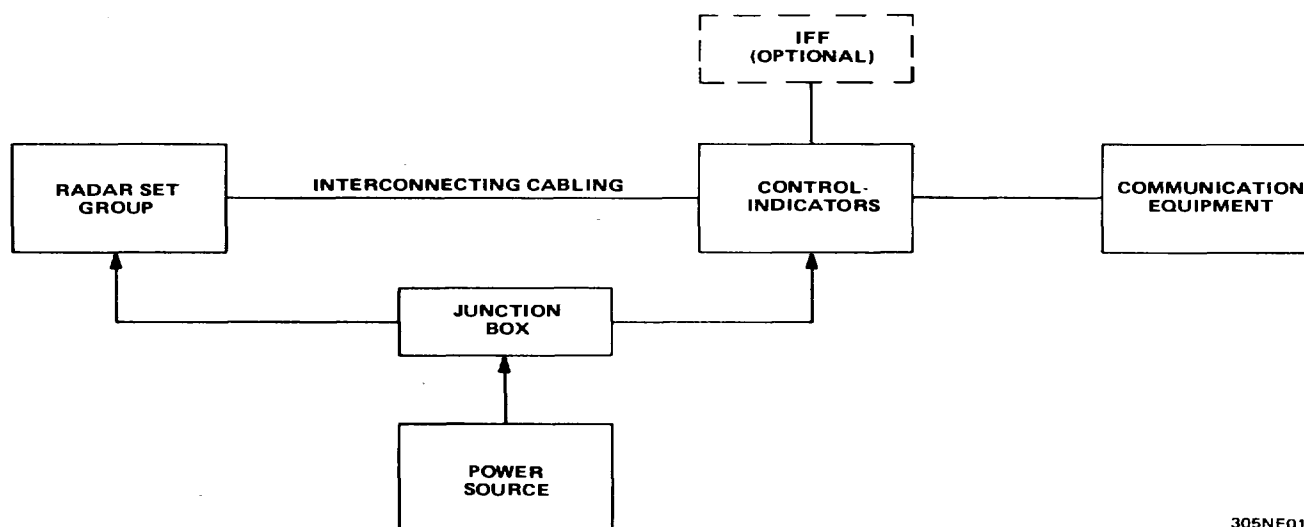 IFF
(OPTIONAL)
RADAR SET
GROUP
INTERCONNECTING CABLING
CONTROL-
INDICATORS
COMMUNICATION
EQUIPMENT
JUNCTION
BOX
POWER
SOURCE
305NE01